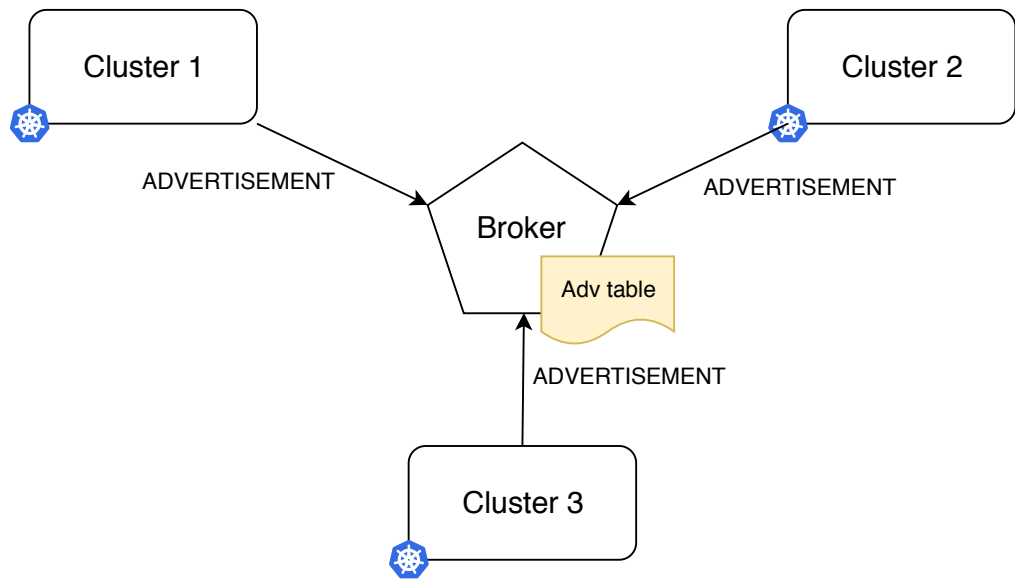 Cluster 1
Cluster 2
ADVERTISEMENT
ADVERTISEMENT
Broker
Adv table
ADVERTISEMENT
Cluster 3